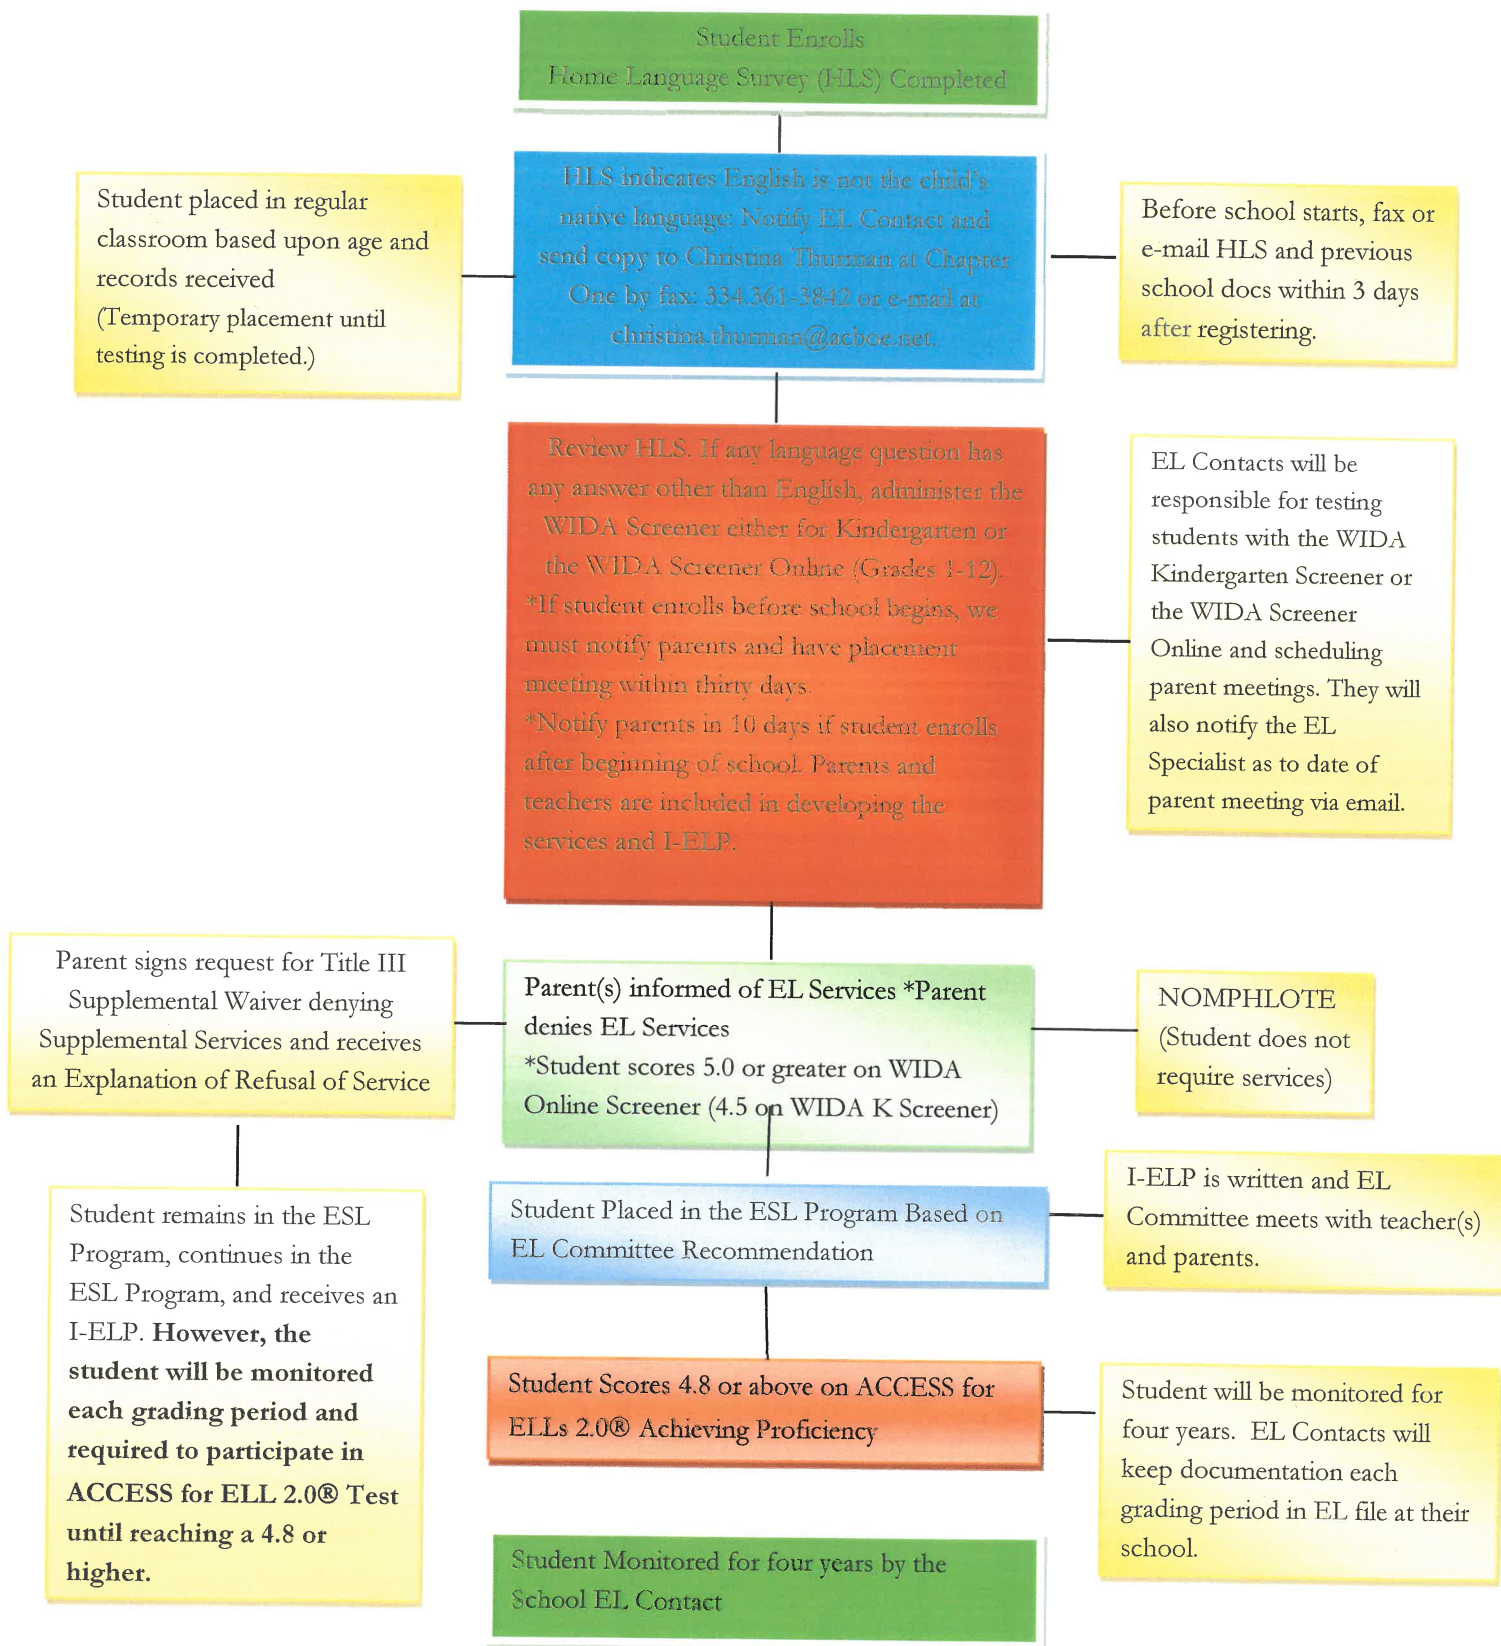 Student Enrolls
Home Language Survey (HLS) Completed
Student placed in regular
classroom based upon age and
records received
(Temporary placement until
testing is completed.)
HLS indicates English is not the child's
native language: Notify EL Contact and
send copy to Christina Thurman at Chapter
One by fax: 334.361-3842 or e-mail at
christina.thurman@acboe.net.
Before school starts, fax or
e-mail HLS and previous
school docs within 3 days
after registering.
Review HLS. If any language question has
any answer other than English, administer the
WIDA Screener either for Kindergarten or
the WIDA Screener Online (Grades 1-12).
*If student enrolls before school begins, we
must notify parents and have placement
meeting within thirty days.
*Notify parents in 10 days if student enrolls
after beginning of school. Parents and
teachers are included in developing the
services and I-ELP.
EL Contacts will be
responsible for testing
students with the WIDA
Kindergarten Screener or
the WIDA Screener
Online and scheduling
parent meetings. They will
also notify the EL
Specialist as to date of
parent meeting via email.
Parent signs request for Title III
Supplemental Waiver denying
Supplemental Services and receives
an Explanation of Refusal of Service
Parent(s) informed of EL Services *Parent
denies EL Services
*Student scores 5.0 or greater on WIDA
Online Screener (4.5 on WIDA K Screener)
NOMPHLOTE
(Student does not
require services)
Student remains in the ESL
Program, continues in the
ESL Program, and receives an
I-ELP. However, the
student will be monitored
each grading period and
required to participate in
ACCESS for ELL 2.0® Test
until reaching a 4.8 or
higher.
Student Placed in the ESL Program Based on
EL Committee Recommendation
I-ELP is written and EL
Committee meets with teacher(s)
and parents.
Student Scores 4.8 or above on ACCESS for
ELLs 2.0® Achieving Proficiency
Student will be monitored for
four years. EL Contacts will
keep documentation each
grading period in EL file at their
school.
Student Monitored for four years by the
School EL Contact